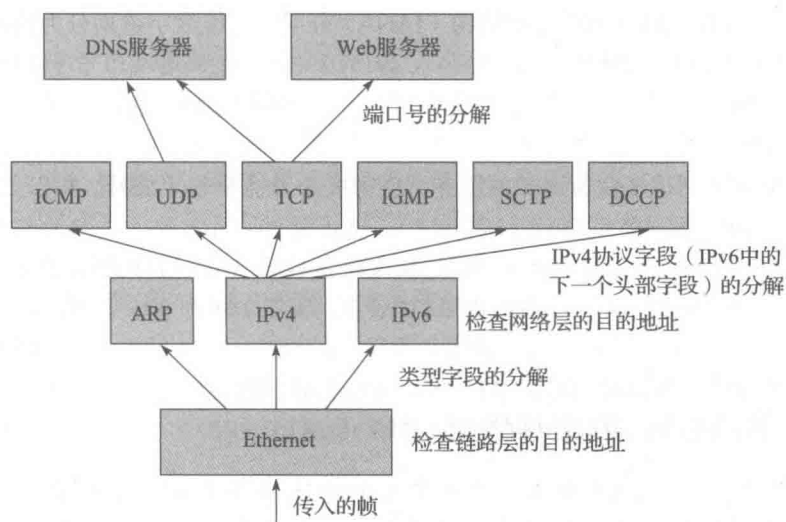 DNS服务器
Web服务器
端口号的分解
ICMP
UDP
TCP
IGMP
SCTP
DCCP
IPv4协议字段（IPv6中的
下一个头部字段）的分解
ARP
IPv4
IPv6
检查网络层的目的地址
类型字段的分解
Ethernet
检查链路层的目的地址
传入的帧